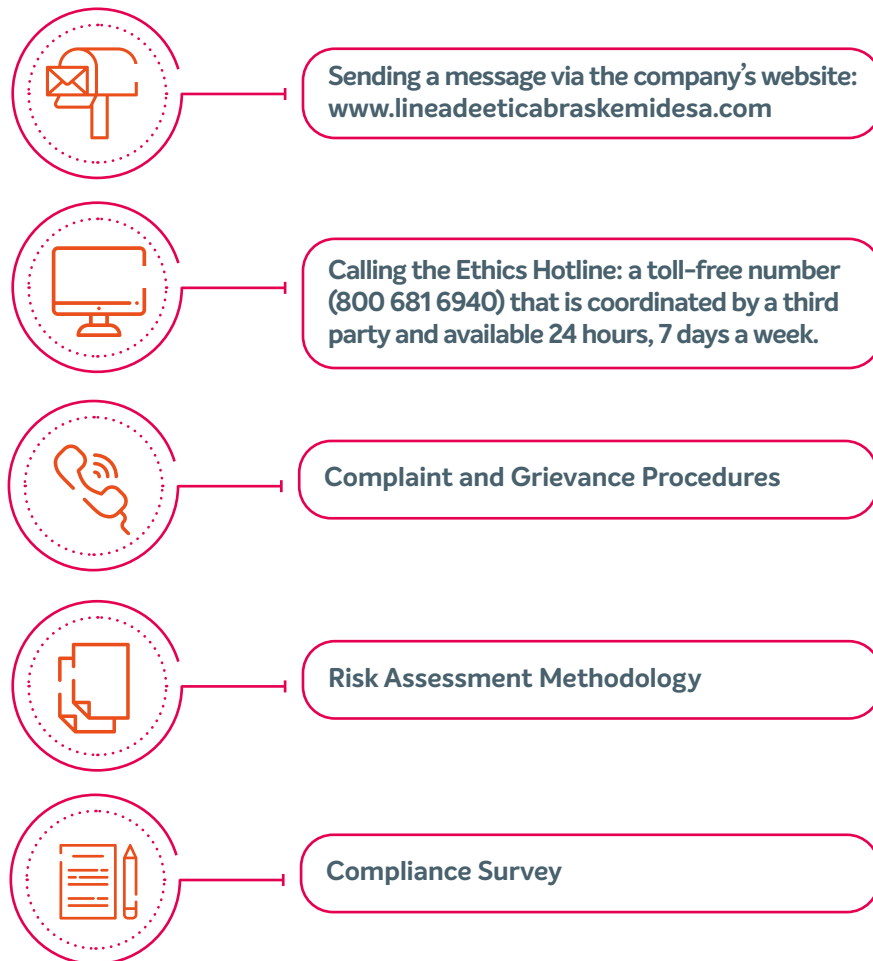 Sending a message via the company’s website:
www.lineadeeticabraskemidesa.com
Calling the Ethics Hotline: a toll-free number
(800 681 6940) that is coordinated by a third
party and available 24 hours, 7 days a week.
Complaint and Grievance Procedures
Risk Assessment Methodology
Compliance Survey